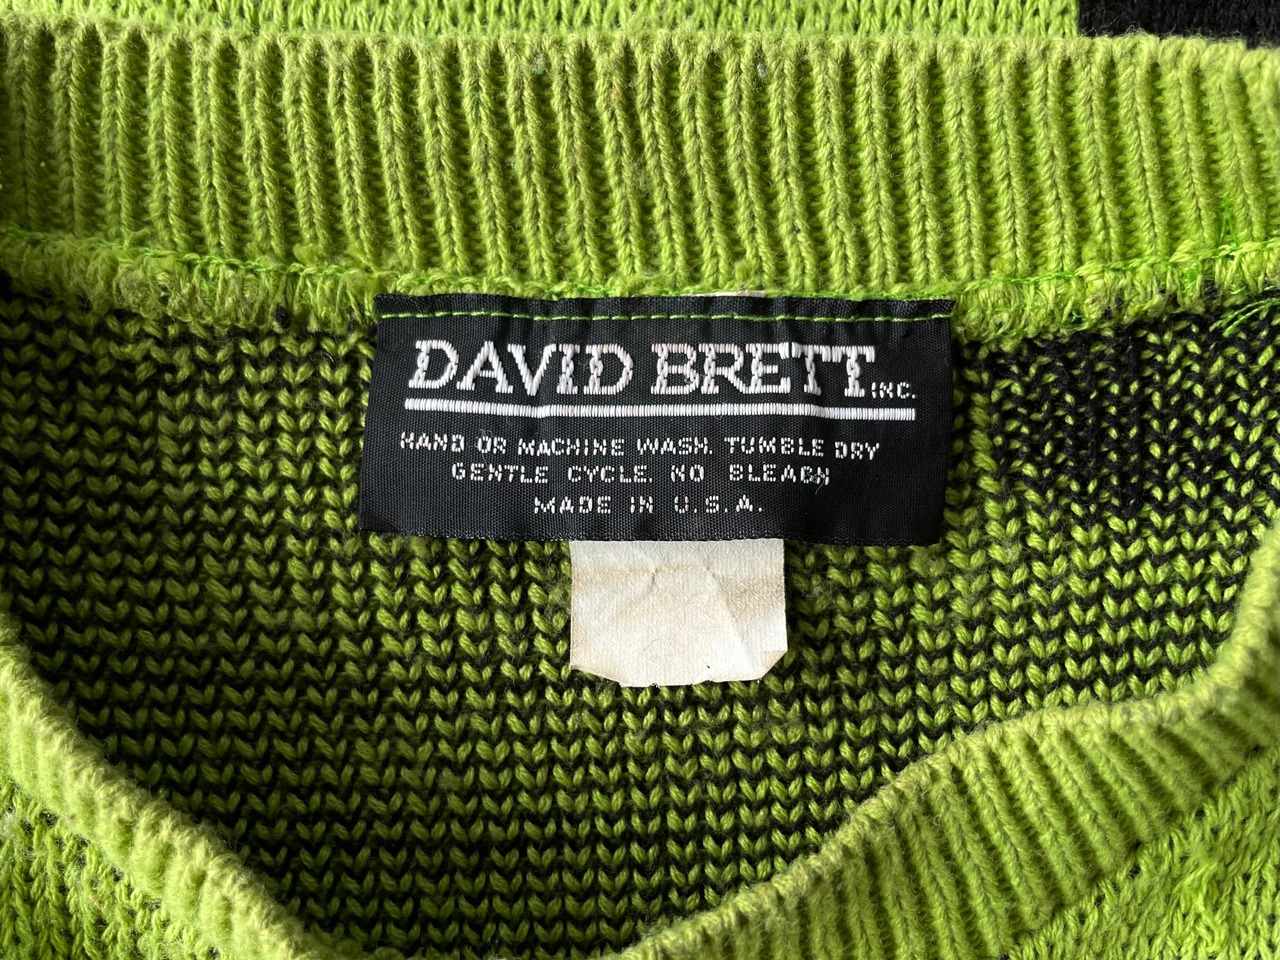 DAVID BRETT INC.
HAND OR MACHINE WASH. TUMBLE DRY
GENTLE CYCLE. NO BLEACH
MADE IN U.S.A.